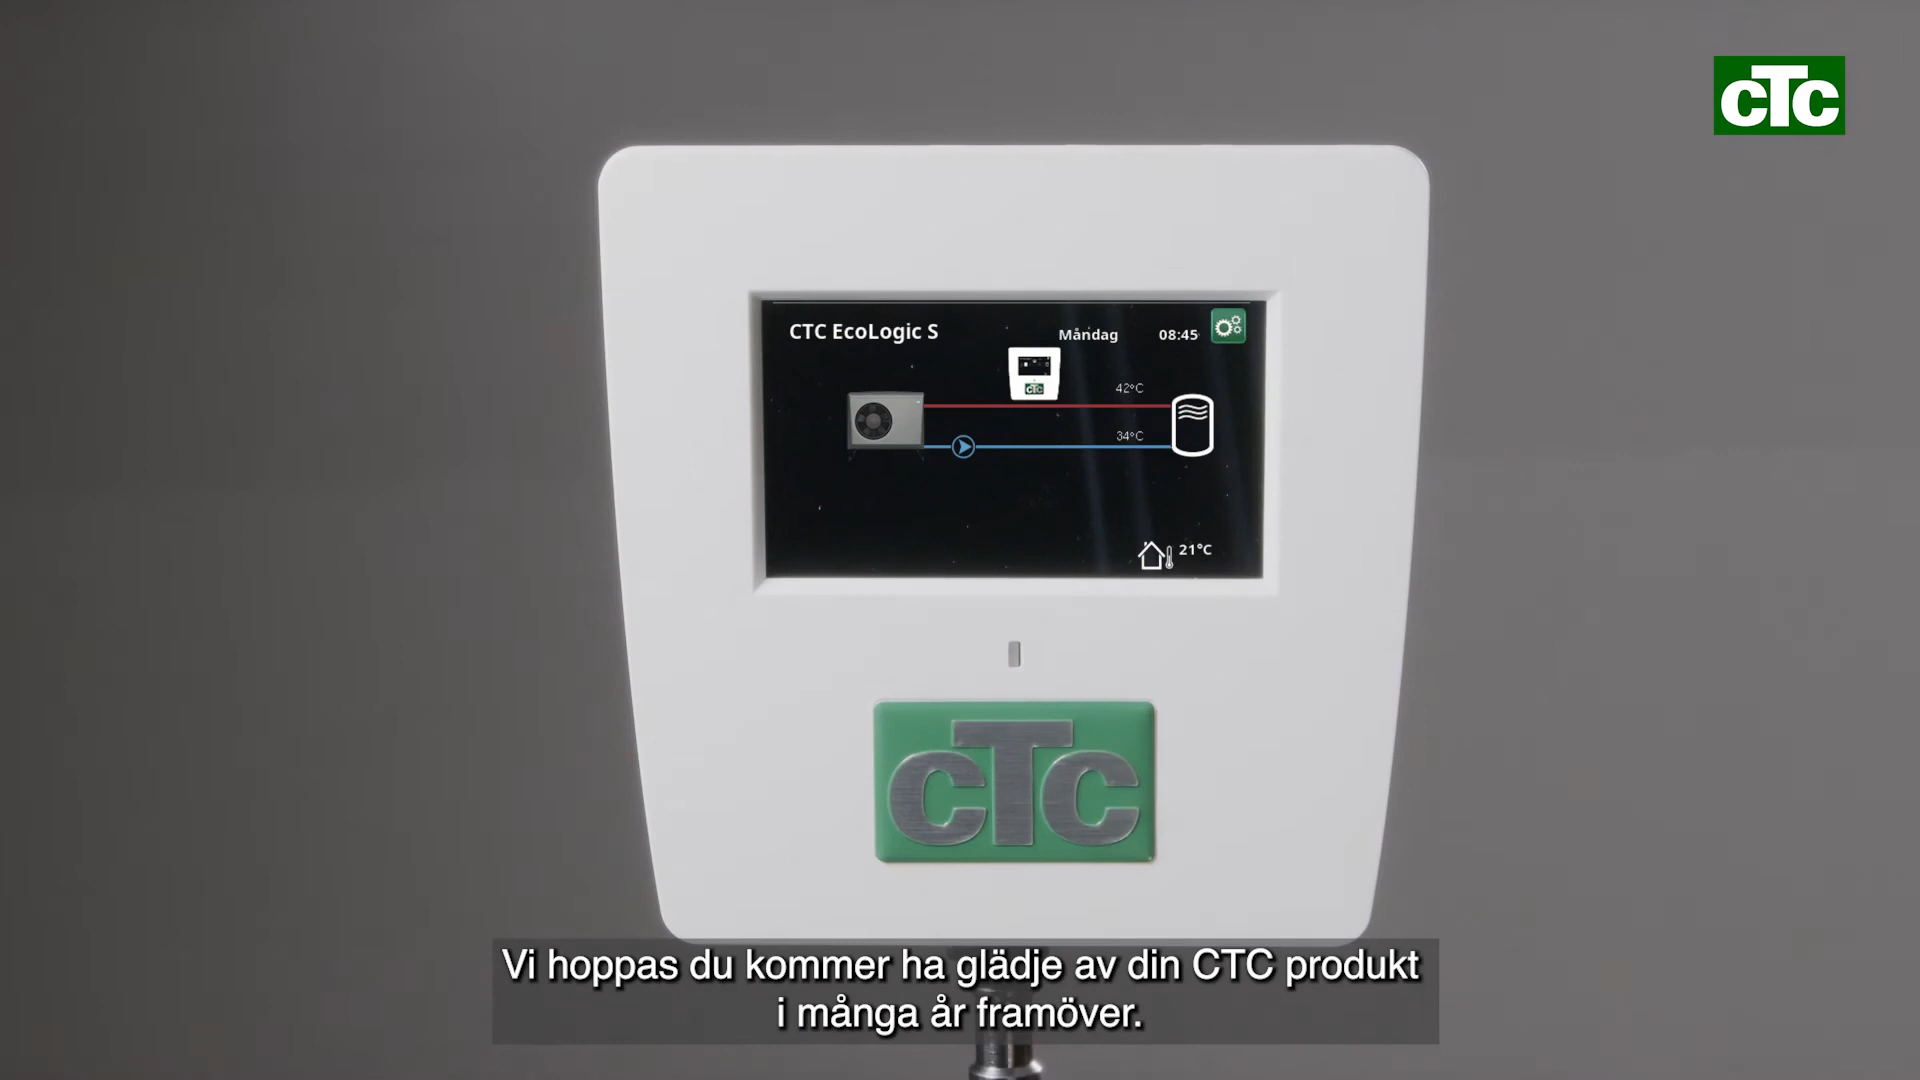 cTc
CTC EcoLogic S
Måndag 08:45
cTc
42°C
34°C
21°C
cTc
Vi hoppas du kommer ha glädje av din CTC produkt
i många år framöver.